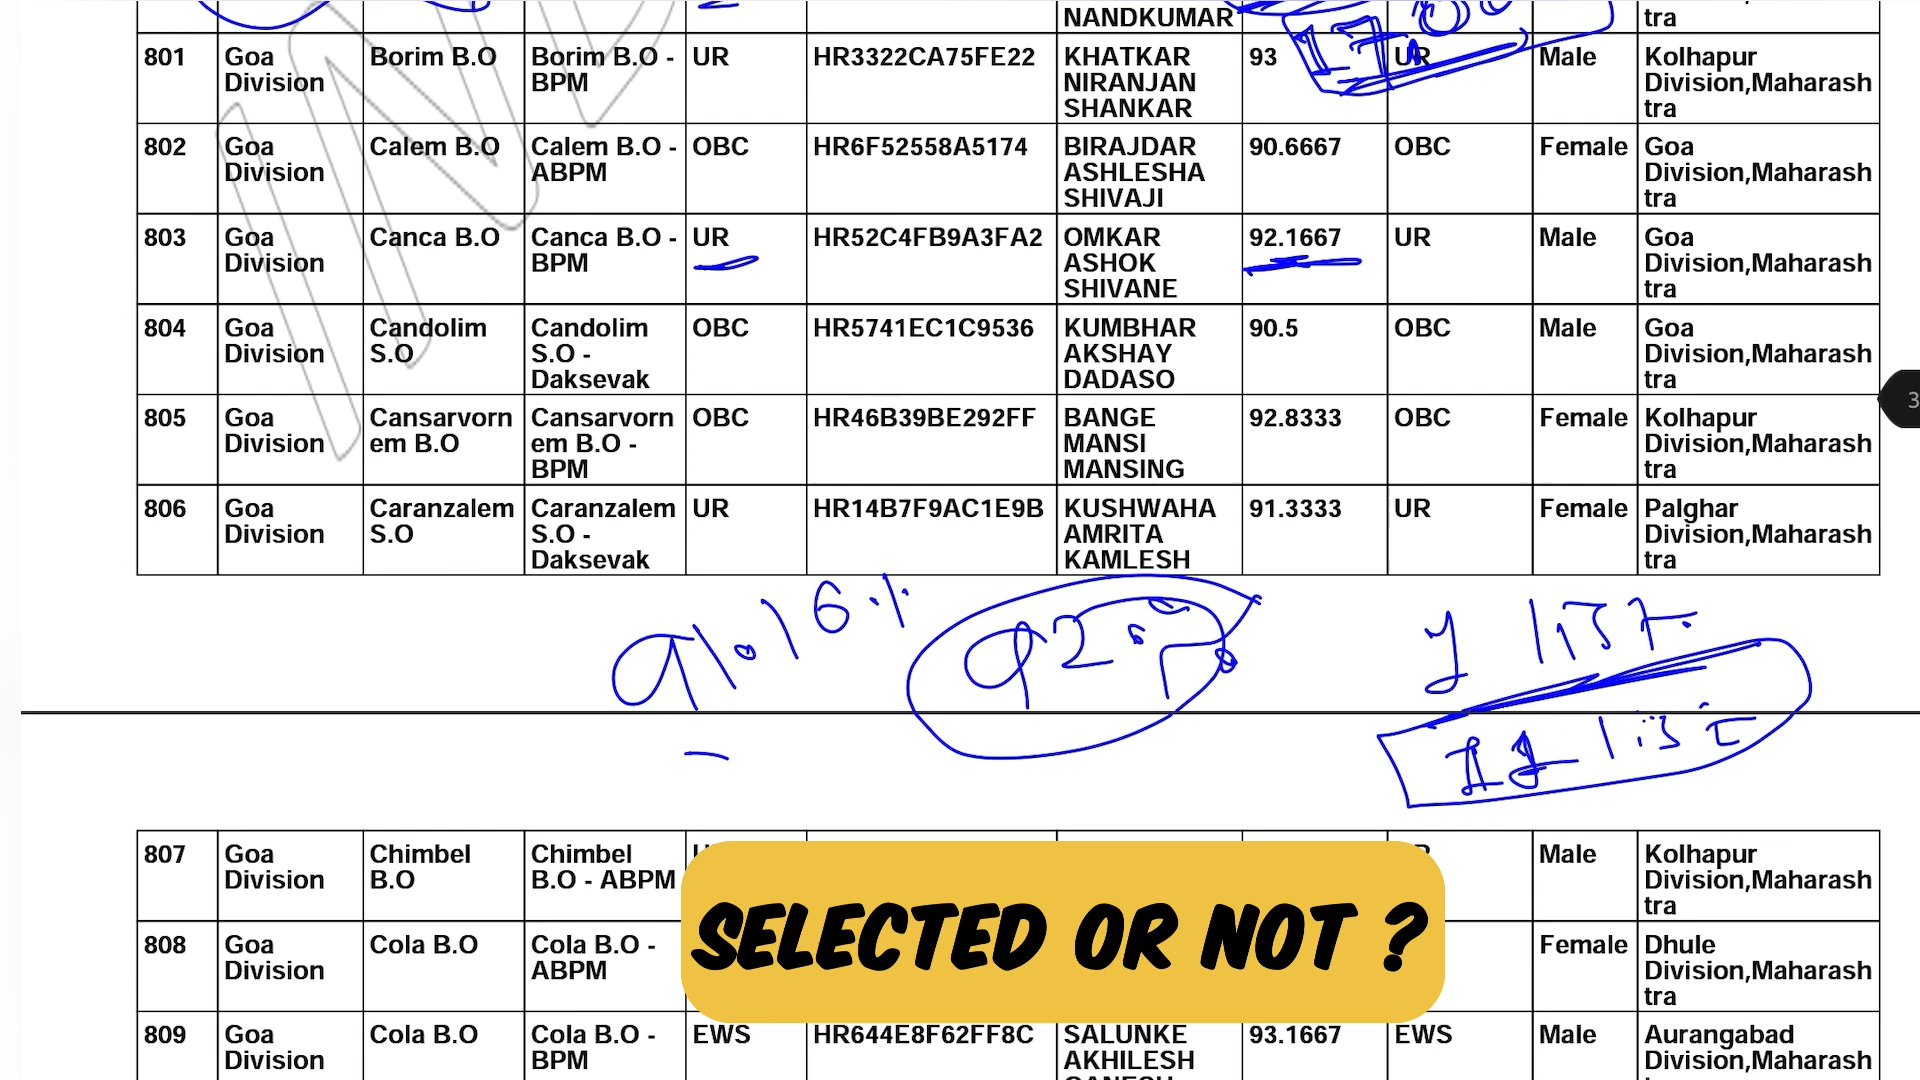 NANDKUMAR tra
801 Goa Borim B.O Borim B.O - UR HR3322CA75FE22 KHATKAR 93 UR Male Kolhapur
Division BPM NIRANJAN Division,Maharash
SHANKAR tra
802 Goa Calem B.O Calem B.O - OBC HR6F52558A5174 BIRAJDAR 90.6667 OBC Female Goa
Division ABPM ASHLESHA Division,Maharash
SHIVAJI tra
803 Goa Canca B.O Canca B.O - UR HR52C4FB9A3FA2 OMKAR 92.1667 UR Male Goa
Division BPM ASHOK Division,Maharash
SHIVANE tra
804 Goa Candolim Candolim OBC HR5741EC1C9536 KUMBHAR 90.5 OBC Male Goa
Division S.O S.O - AKSHAY Division,Maharash
Daksevak DADASO tra
805 Goa Cansarvorn Cansarvorn OBC HR46B39BE292FF BANGE 92.8333 OBC Female Kolhapur
Division em B.O em B.O - MANSI Division,Maharash
BPM MANSING tra
806 Goa Caranzalem Caranzalem UR HR14B7F9AC1E9B KUSHWAHA 91.3333 UR Female Palghar
Division S.O S.O - AMRITA Division,Maharash
Daksevak KAMLESH tra
91.16%
I list
II list
807 Goa Chimbel Chimbel Male Kolhapur
Division B.O B.O - ABPM Division,Maharash
tra
808 Goa Cola B.O Cola B.O - Female Dhule
Division ABPM Division,Maharash
tra
SELECTED OR NOT ?
809 Goa Cola B.O Cola B.O - EWS HR644E8F62FF8C SALUNKE 93.1667 EWS Male Aurangabad
Division BPM AKHILESH Division,Maharash